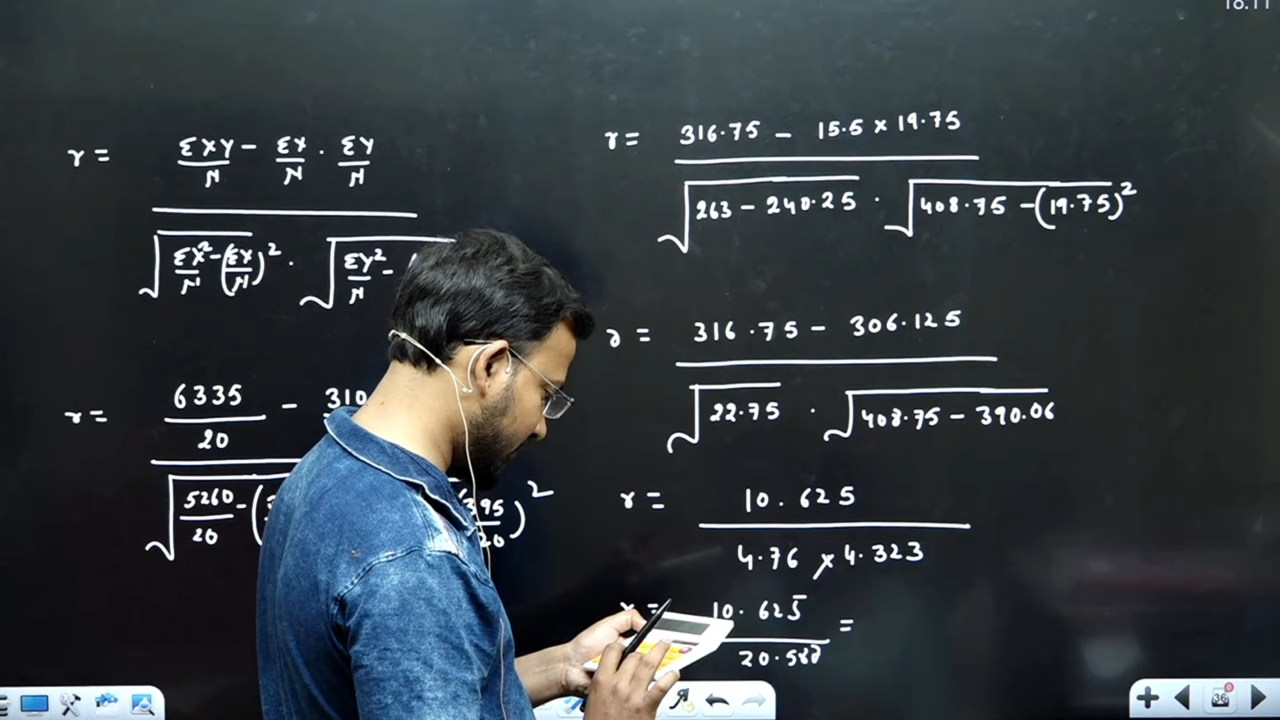 r = ΣXY/N - ΣX/N · ΣY/N
√ΣX²/N - (ΣX/N)² · √ΣY²/N -
r = 6335/20 - 310
√5260/20 - ( 395/20)²
r = 316.75 - 15.5 × 19.75
√263 - 240.25 · √408.75 - (19.75)²
r = 316.75 - 306.125
√22.75 · √408.75 - 390.06
r = 10.625
4.76 × 4.323
r = 10.625 =
36